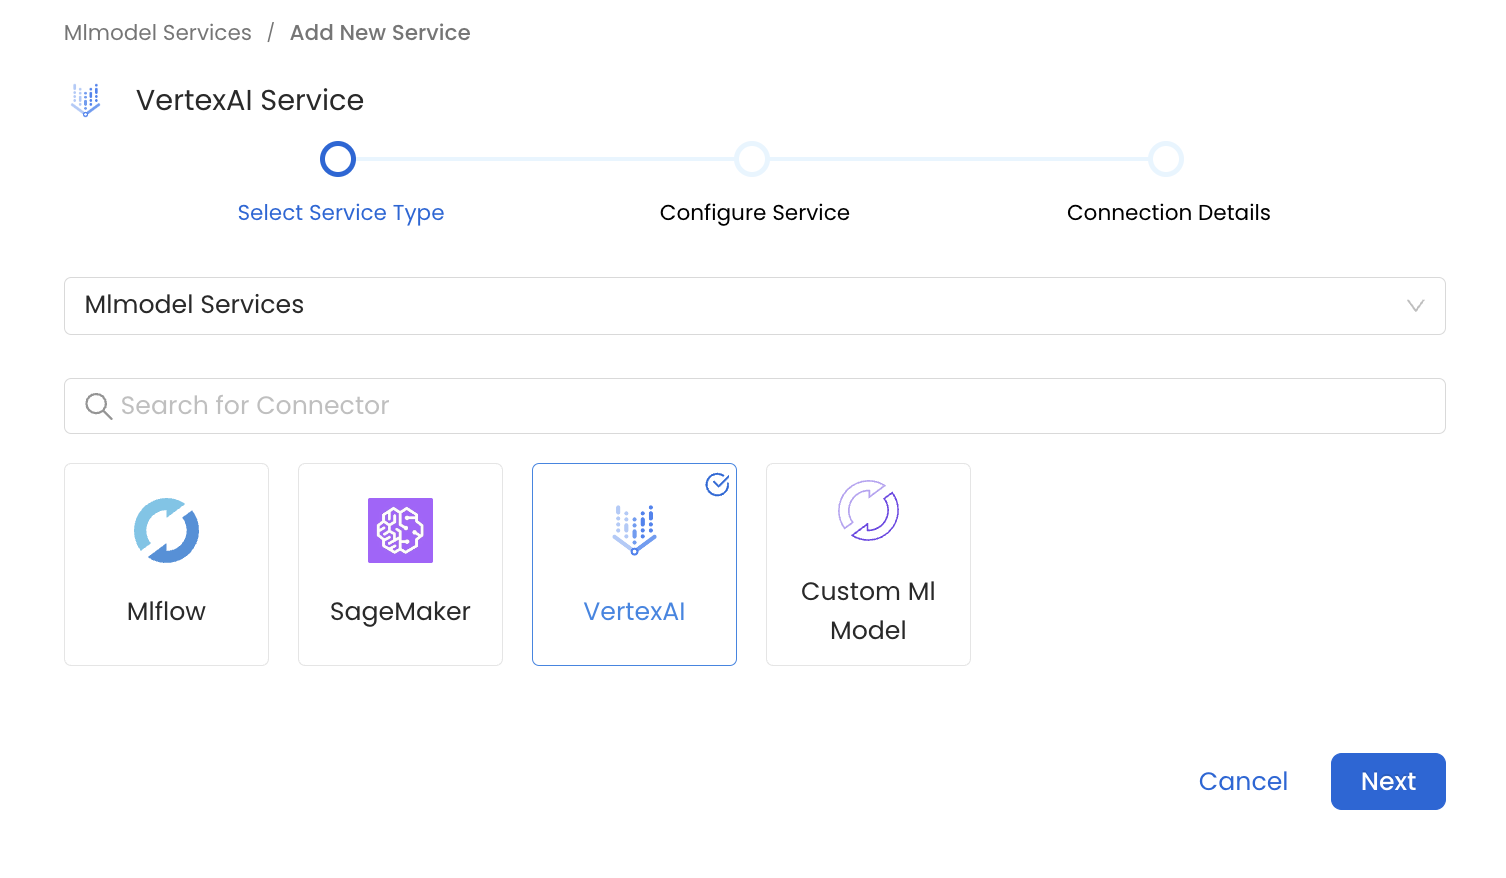 Mlmodel Services / Add New Service
VertexAI Service
Select Service Type
Configure Service
Connection Details
Mlmodel Services
Search for Connector
Mlflow
SageMaker
VertexAI
Custom Ml
Model
Cancel
Next